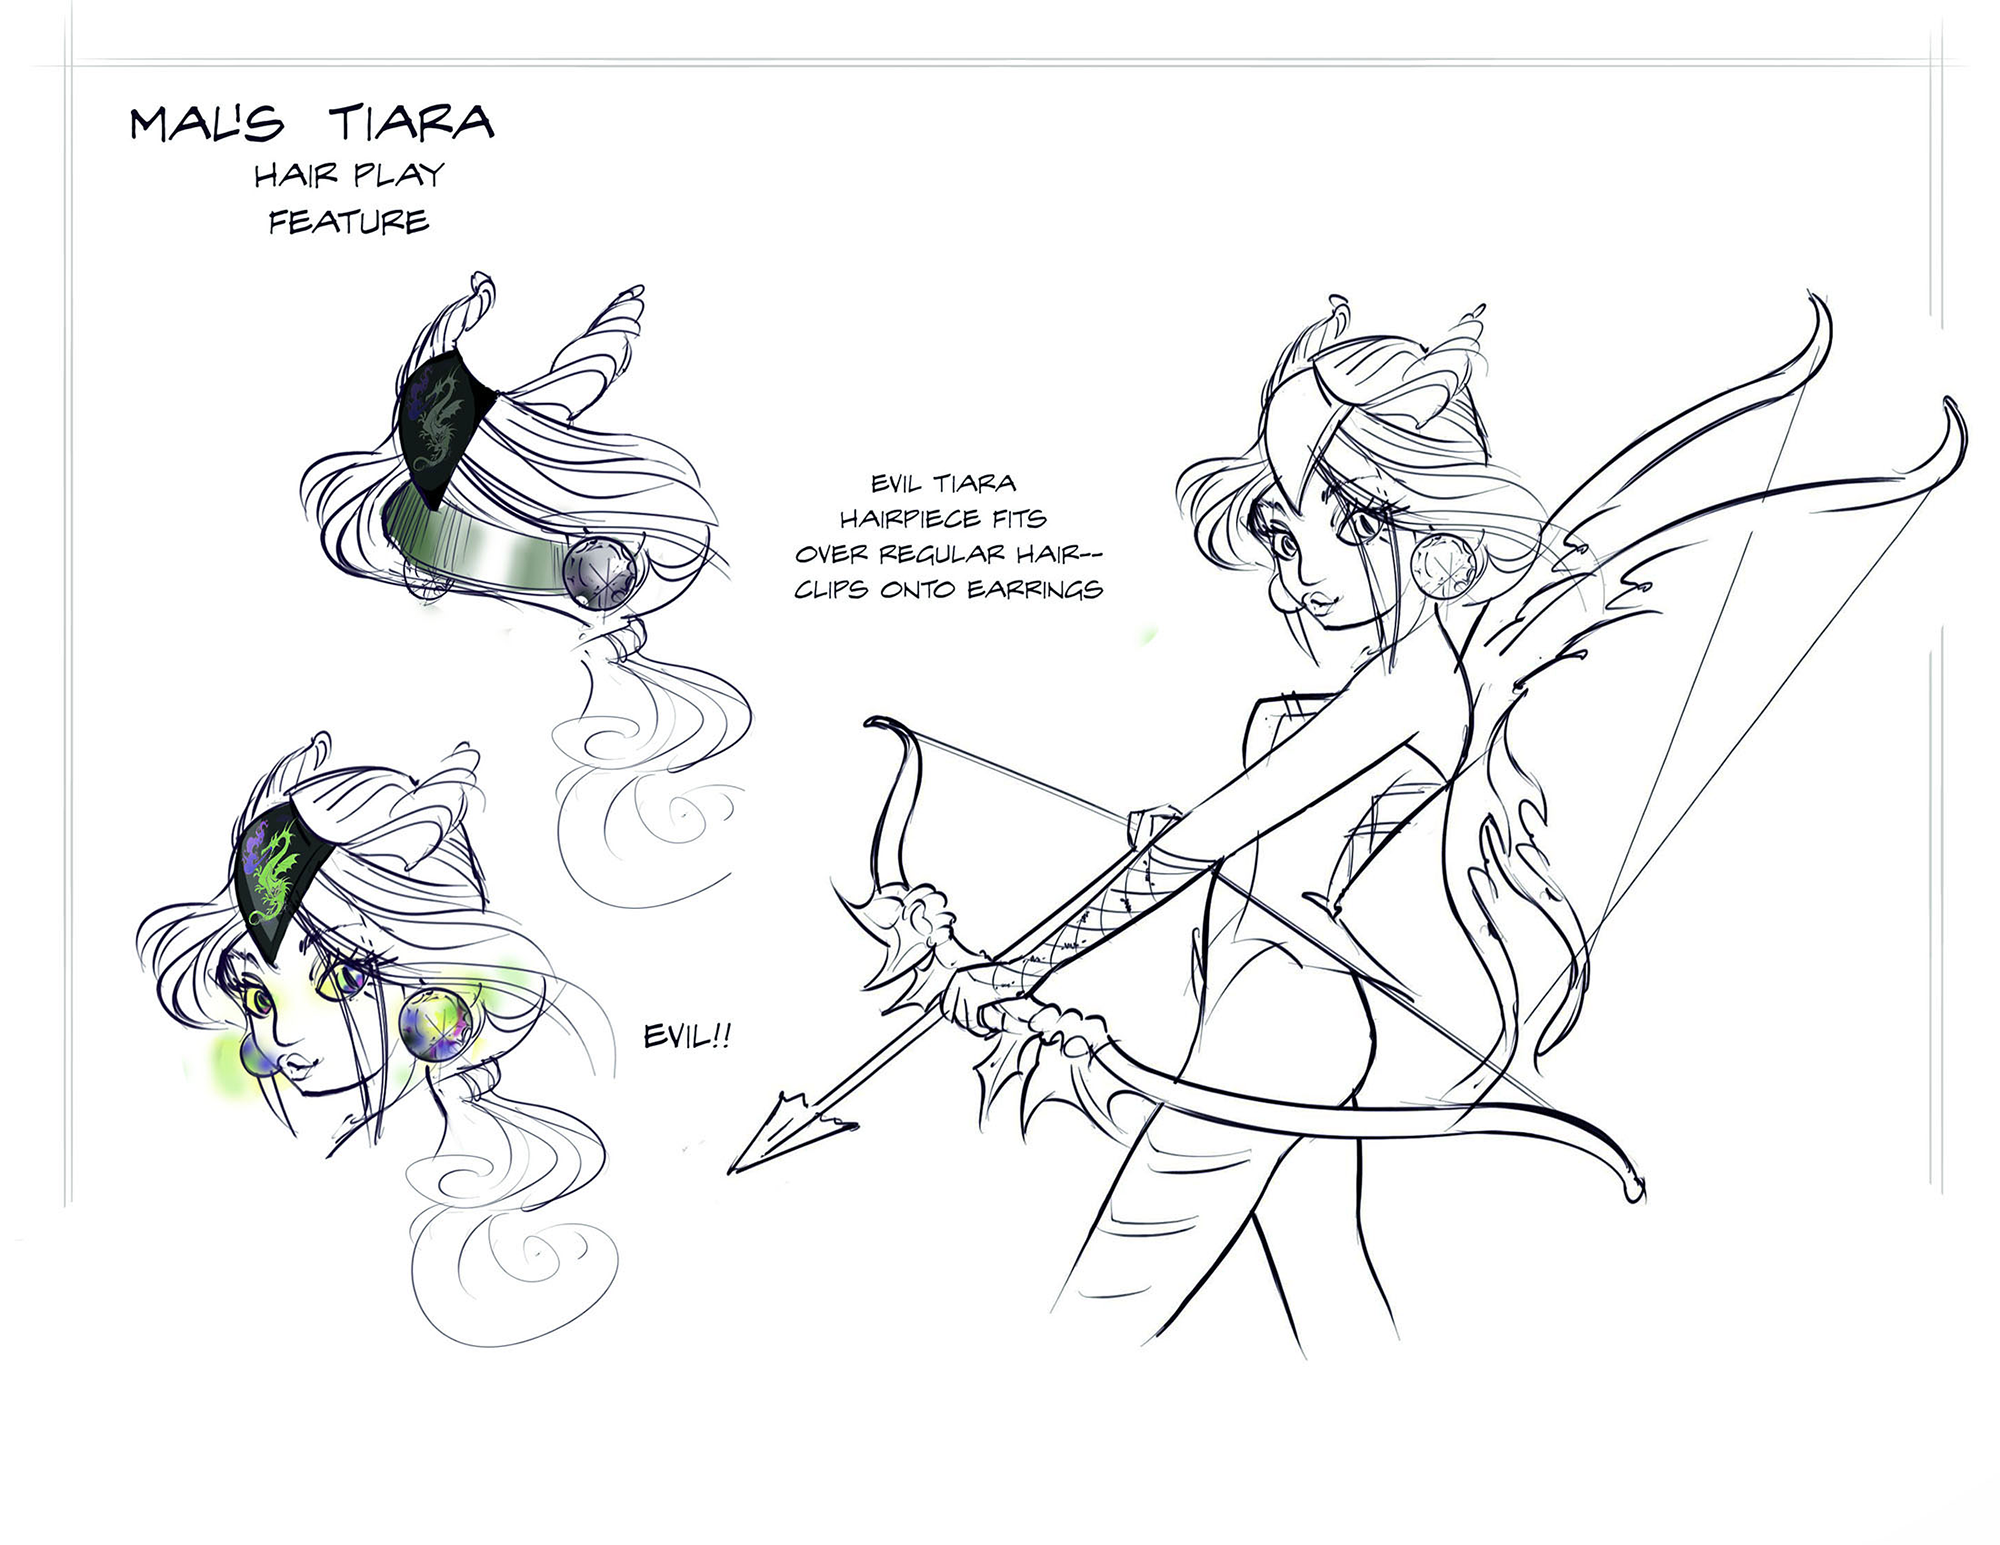 MAL'S TIARA
HAIR PLAY
FEATURE
EVIL TIARA
HAIRPIECE FITS
OVER REGULAR HAIR--
CLIPS ONTO EARRINGS
EVIL!!